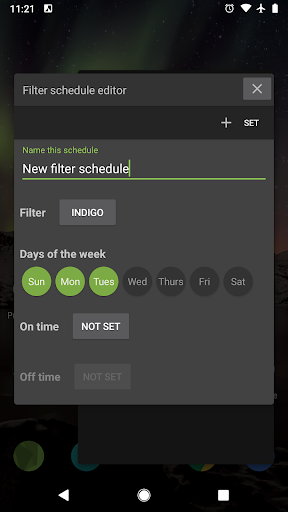 11:21
Filter schedule editor
+ SET
Name this schedule
New filter schedule
Filter INDIGO
Days of the week
Sun Mon Tues Wed Thurs Fri Sat
On time NOT SET
Off time NOT SET